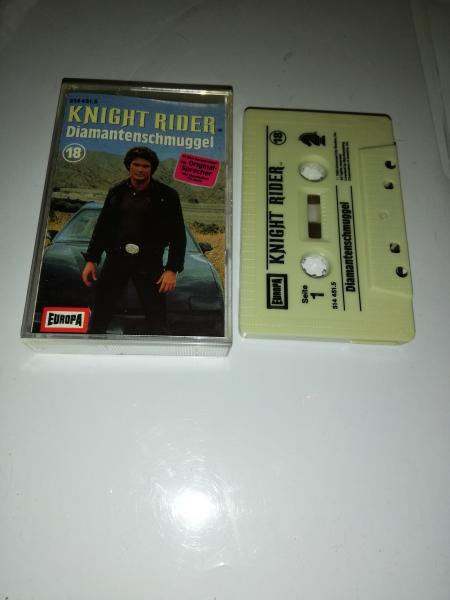 514 451.5
KNIGHT RIDER
Diamantenschmuggel
18
Original-
Sprecher
EUROPA
EUROPA
KNIGHT RIDER
18
Seite
1
514 451.5
Diamantenschmuggel